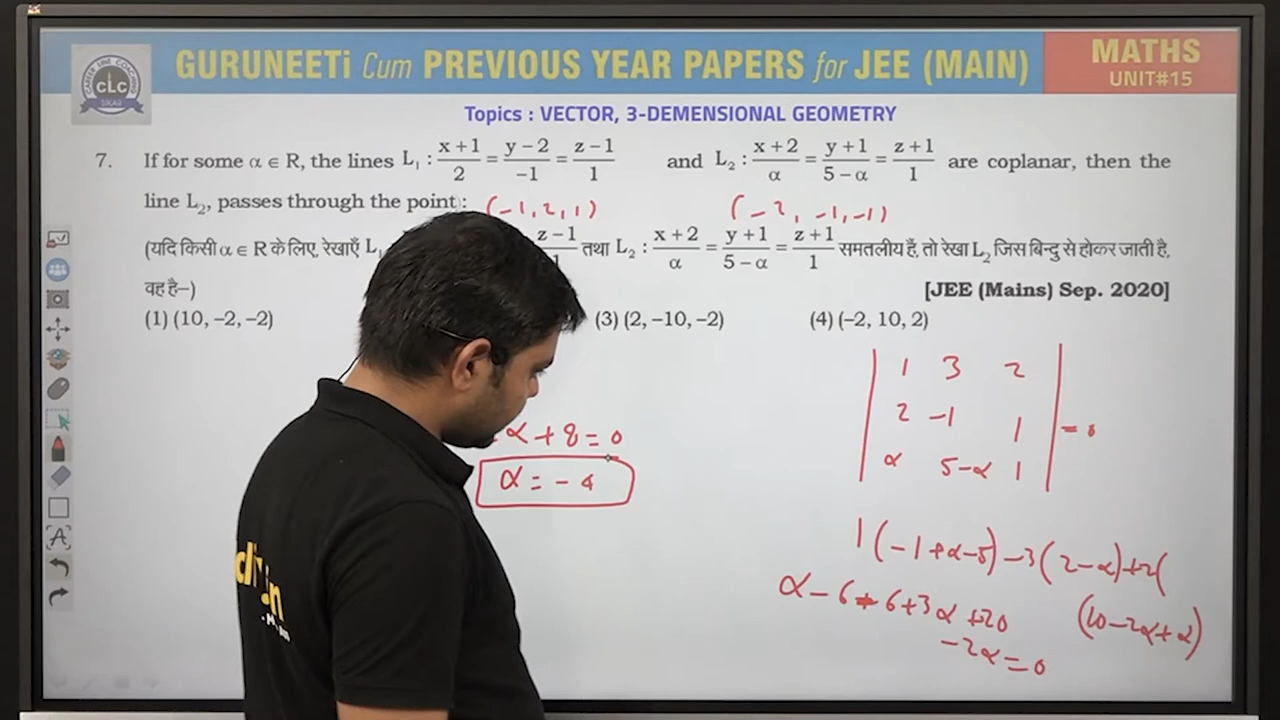 GURUNEETi Cum PREVIOUS YEAR PAPERS for JEE (MAIN)
MATHS
UNIT#15
CAREER LINE COACHING
CLC
SIKAR
Topics : VECTOR, 3-DEMENSIONAL GEOMETRY
7. If for some α ∈ R, the lines L₁ : (x+1)/2 = (y−2)/−1 = (z−1)/1 and L₂ : (x+2)/α = (y+1)/(5−α) = (z+1)/1 are coplanar, then the
line L₂, passes through the point :
(-1, 2, 1) (-2, -1, -1)
(यदि किसी α ∈ R के लिए, रेखाएँ L z−1 तथा L₂ : (x+2)/α = (y+1)/(5−α) = (z+1)/1 समतलीय हैं, तो रेखा L₂ जिस बिन्दु से होकर जाती है,
वह है–) [JEE (Mains) Sep. 2020]
(1) (10, –2, –2) (3) (2, –10, –2) (4) (–2, 10, 2)
1 3 2
2 -1 1 = 0
α 5-α 1
α + 8 = 0
α = - 4
1(-1+α-5) -3(2-α)+2(
(10-2α+α)
α - 6 - 6+3α +20
-2α = 0